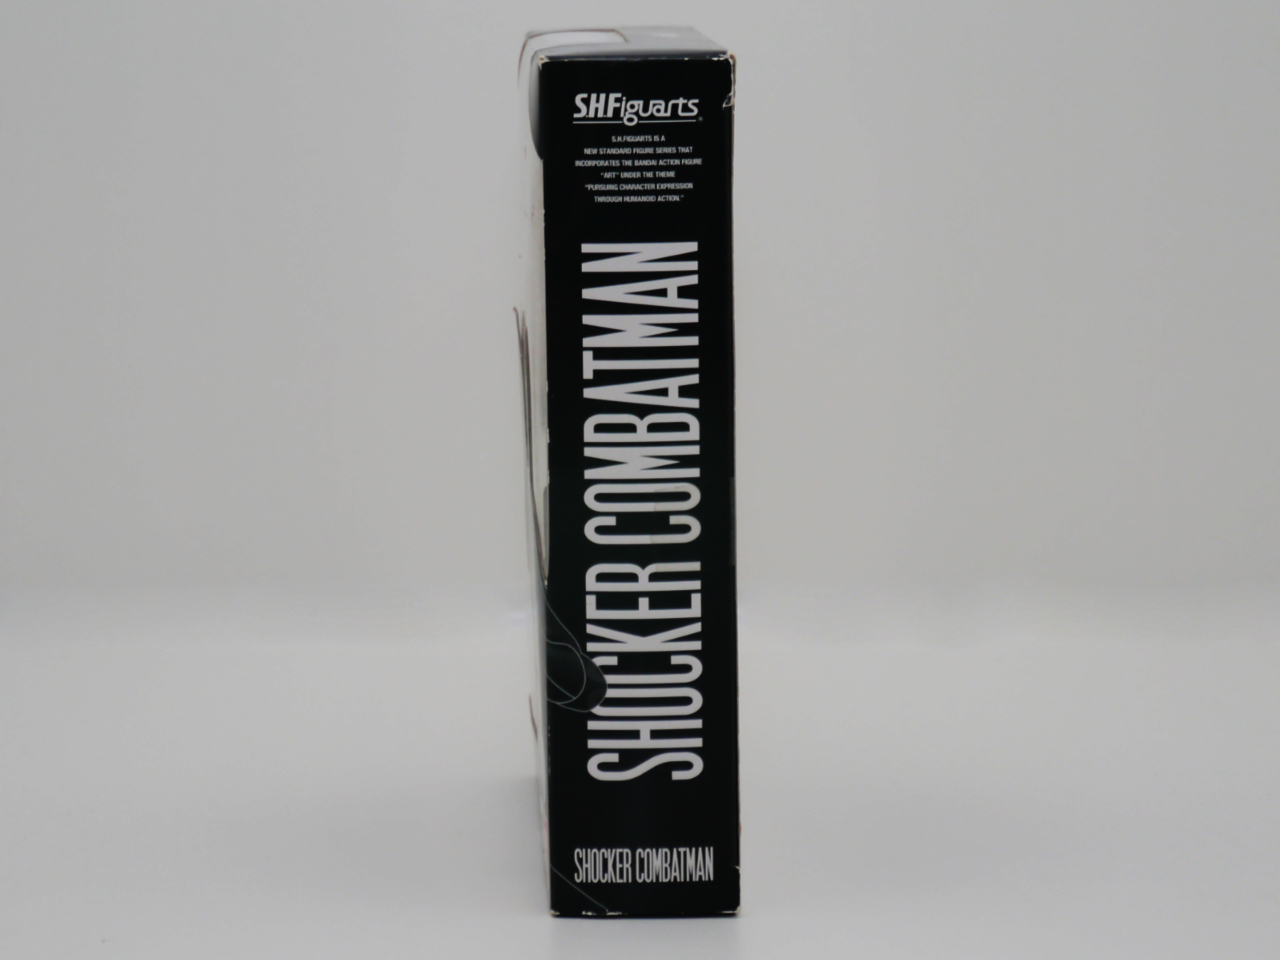 S.H.Figuarts
S.H.FIGUARTS IS A
NEW STANDARD FIGURE SERIES THAT
INCORPORATES THE BANDAI ACTION FIGURE
"ART" UNDER THE THEME
"PURSUING CHARACTER EXPRESSION
THROUGH HUMANOID ACTION."
SHOCKER COMBATMAN
SHOCKER COMBATMAN